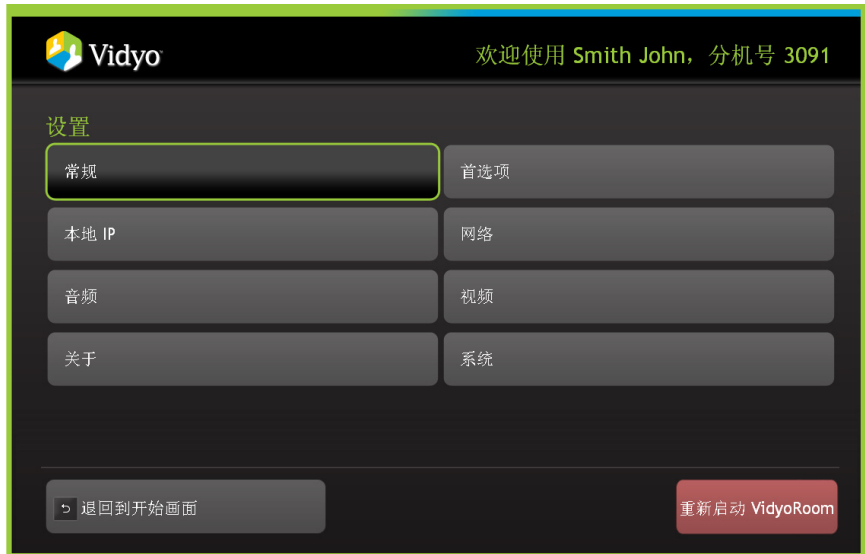 Vidyo
欢迎使用 Smith John，分机号 3091
设置
常规
首选项
本地 IP
网络
音频
视频
关于
系统
退回到开始画面
重新启动 VidyoRoom